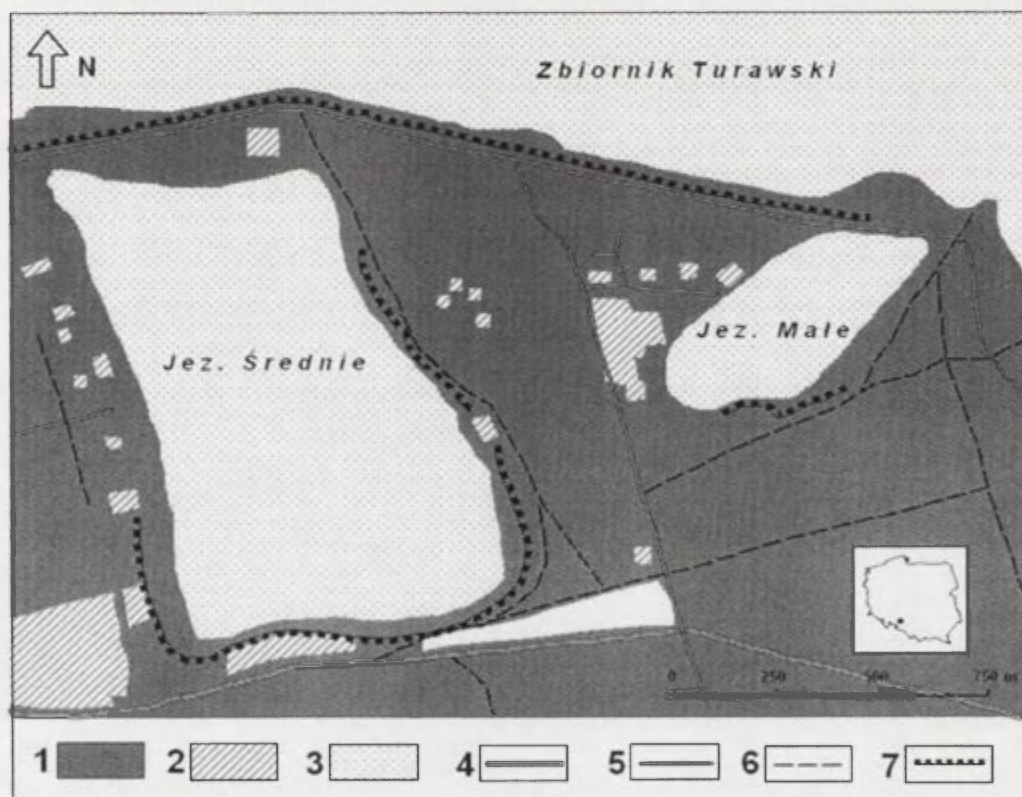 N
Zbiornik Turawski
Jez. Małe
Jez. Średnie
0 250 500 750 m
1 2 3 4 5 6 7